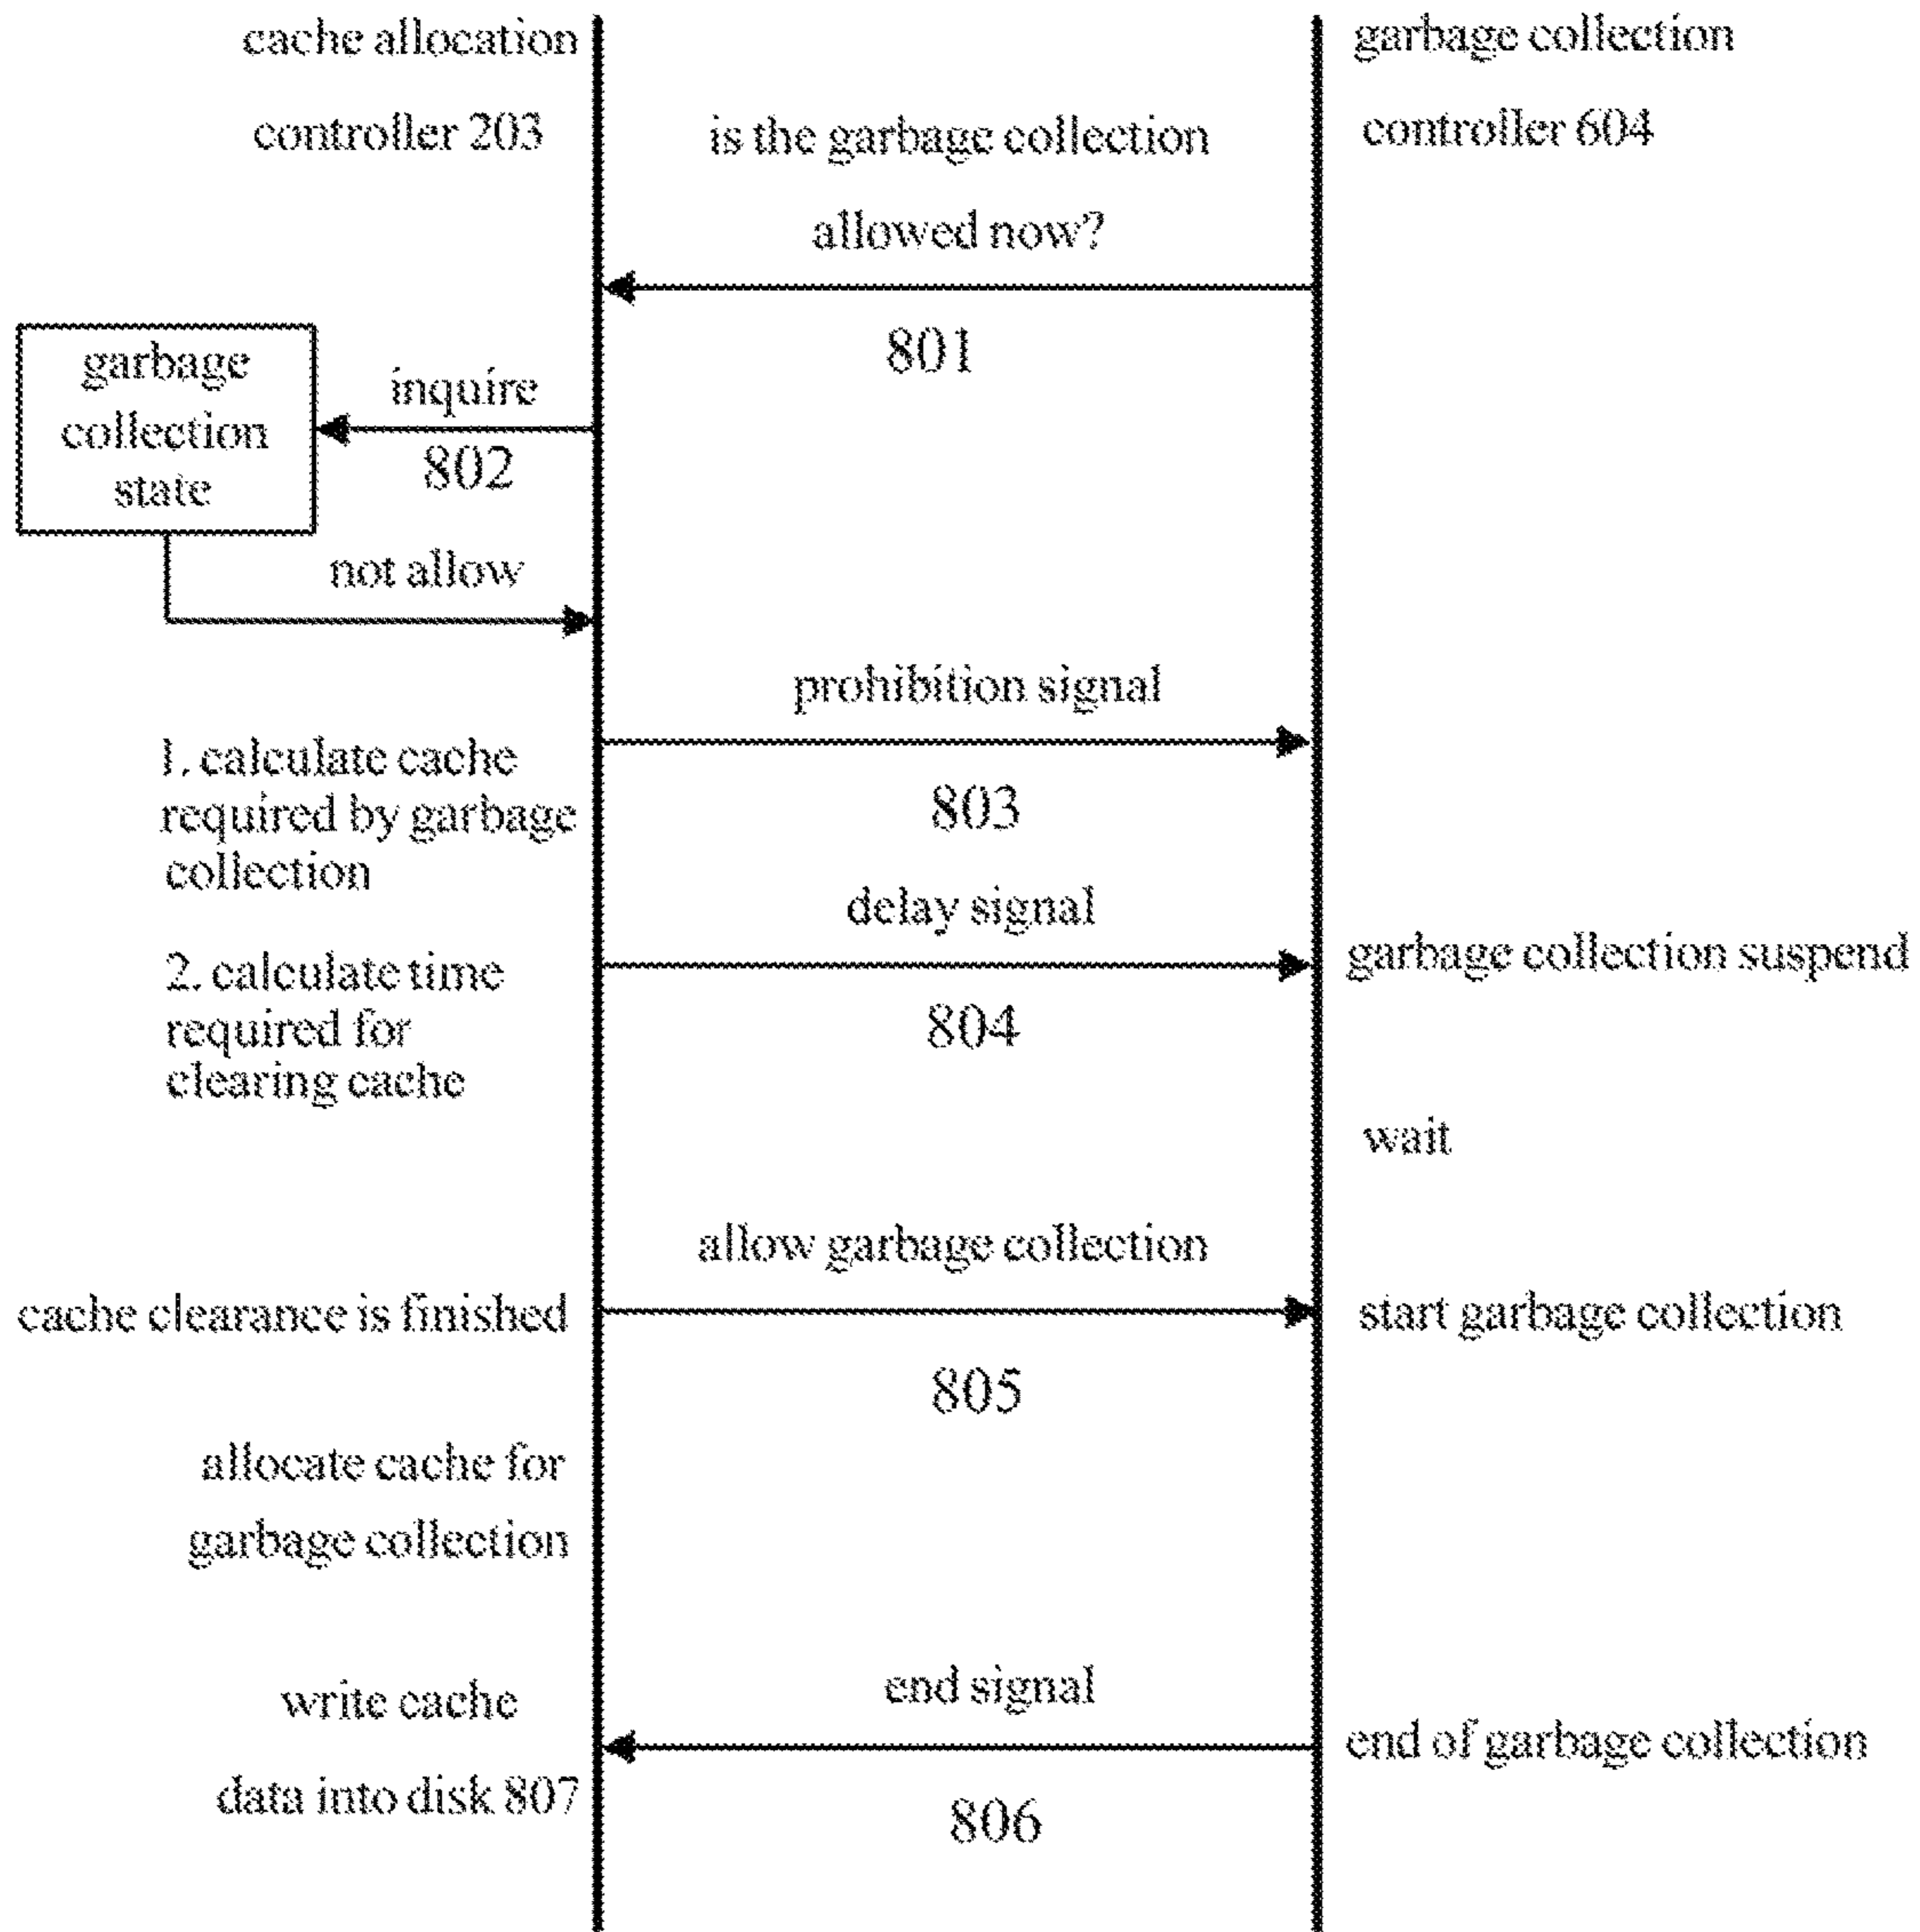 cache allocation
controller 203
garbage collection
controller 604
is the garbage collection
allowed now?
801
garbage
collection
state
inquire
802
not allow
prohibition signal
803
1. calculate cache
required by garbage
collection
delay signal
804
garbage collection suspend
2. calculate time
required for
clearing cache
wait
allow garbage collection
cache clearance is finished
start garbage collection
805
allocate cache for
garbage collection
write cache
data into disk 807
end signal
end of garbage collection
806